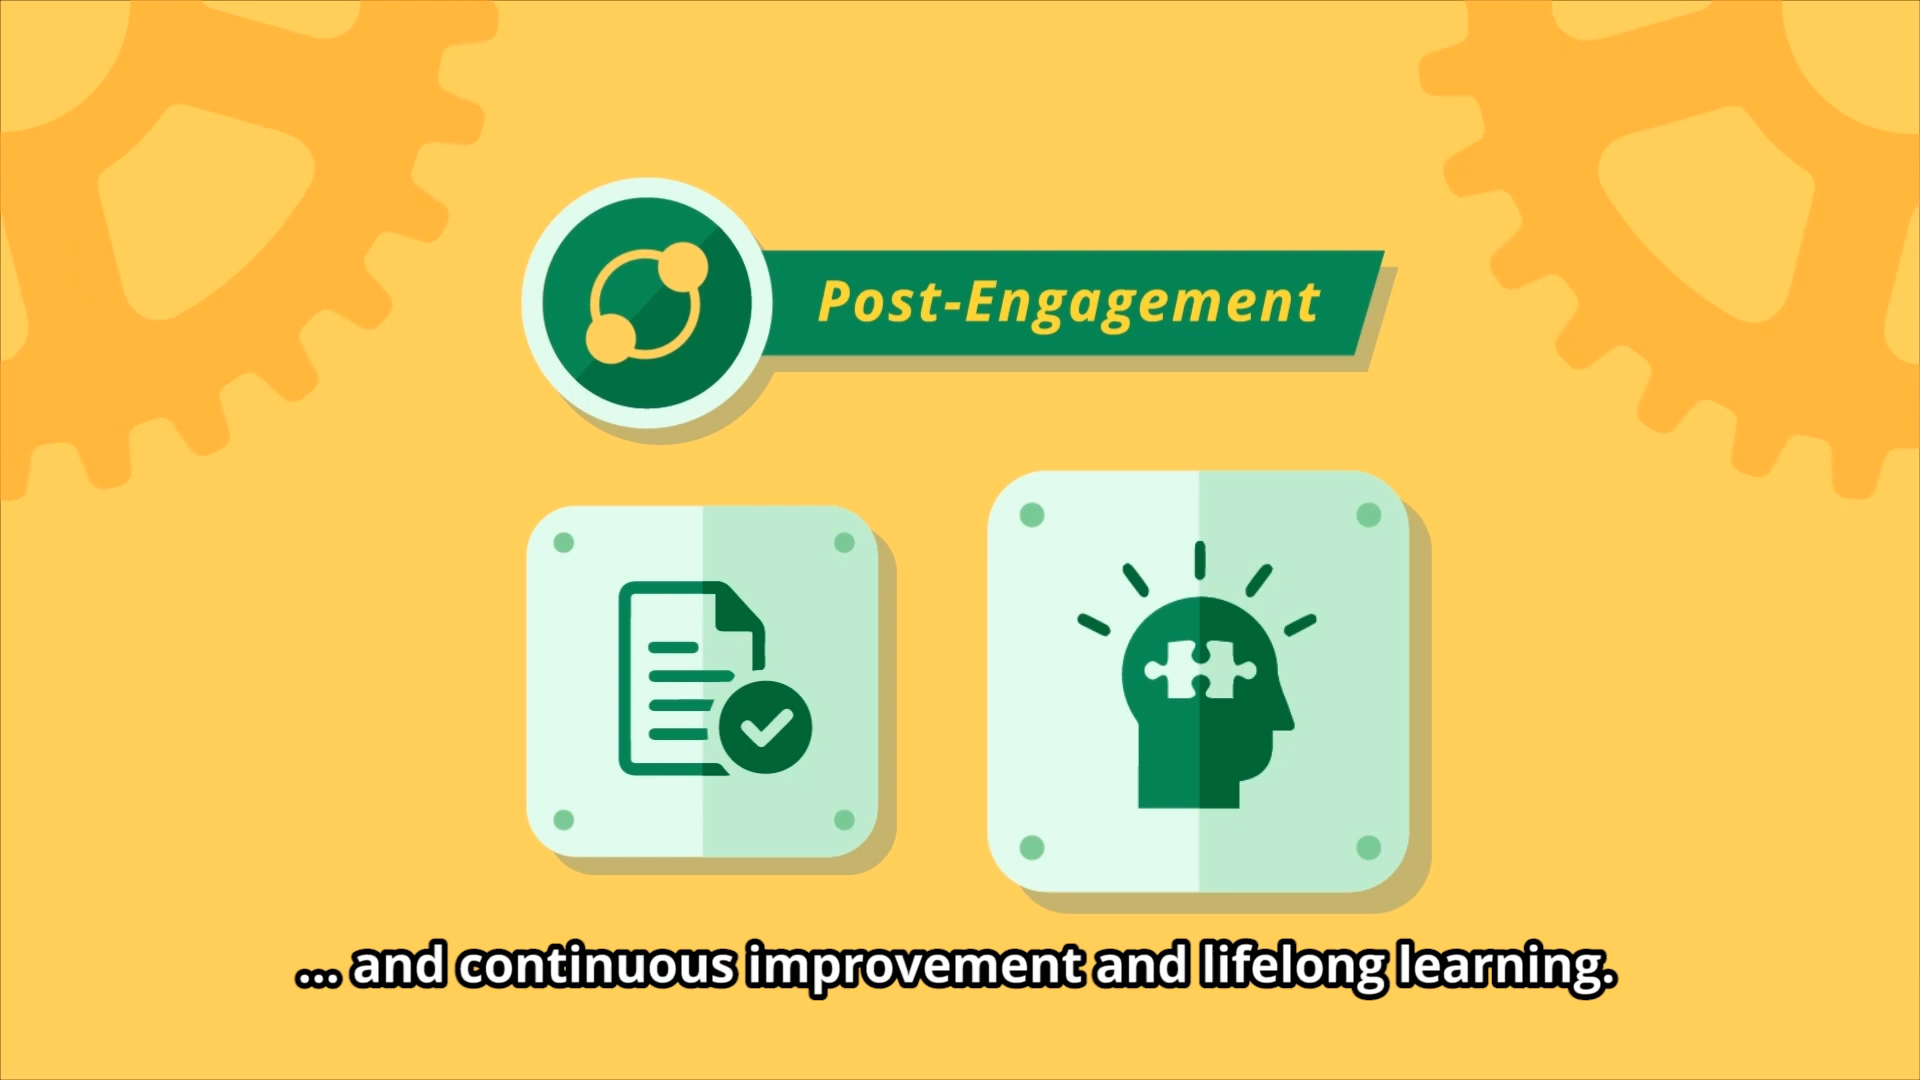 Post-Engagement
... and continuous improvement and lifelong learning.